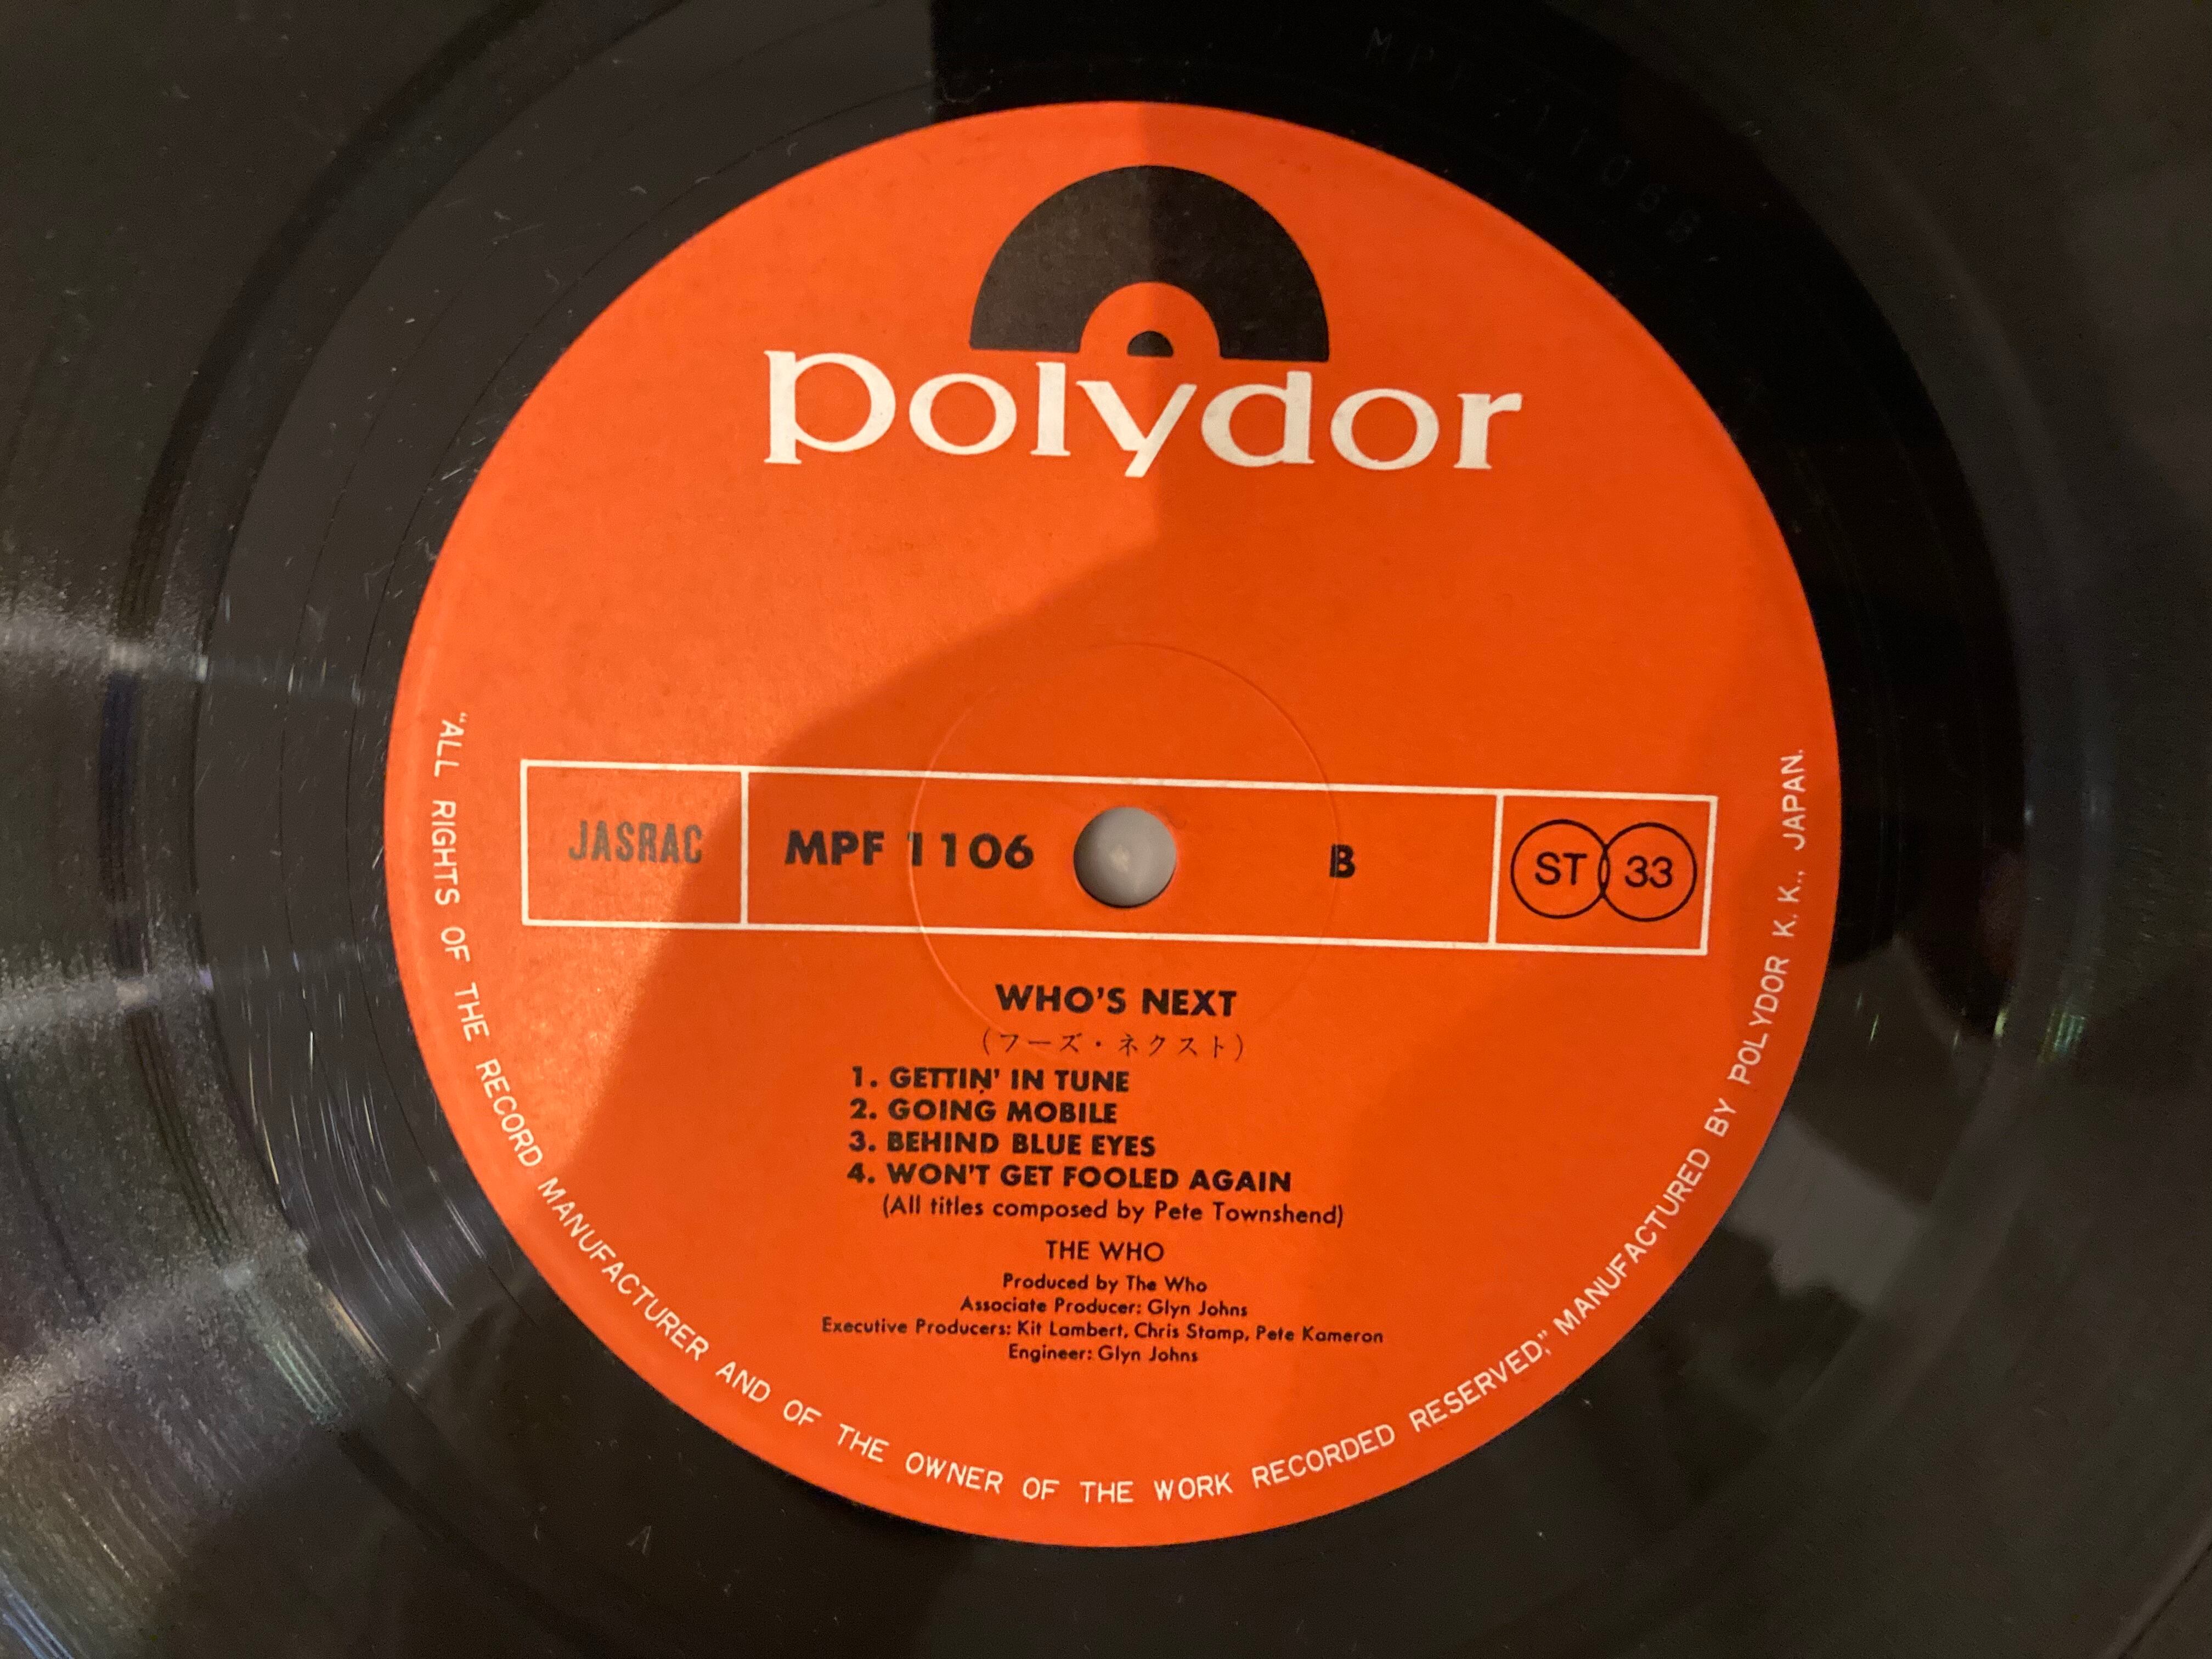 MPF 1106B
polydor
JASRAC
MPF 1106
B
ST 33
WHO'S NEXT
(フーズ・ネクスト)
1. GETTIN' IN TUNE
2. GOING MOBILE
3. BEHIND BLUE EYES
4. WON'T GET FOOLED AGAIN
(All titles composed by Pete Townshend)
THE WHO
Produced by The Who
Associate Producer: Glyn Johns
Executive Producers: Kit Lambert, Chris Stamp, Pete Kameron
Engineer: Glyn Johns
"ALL RIGHTS OF THE RECORD MANUFACTURER AND OF THE OWNER OF THE WORK RECORDED RESERVED," MANUFACTURED BY POLYDOR K. K., JAPAN.